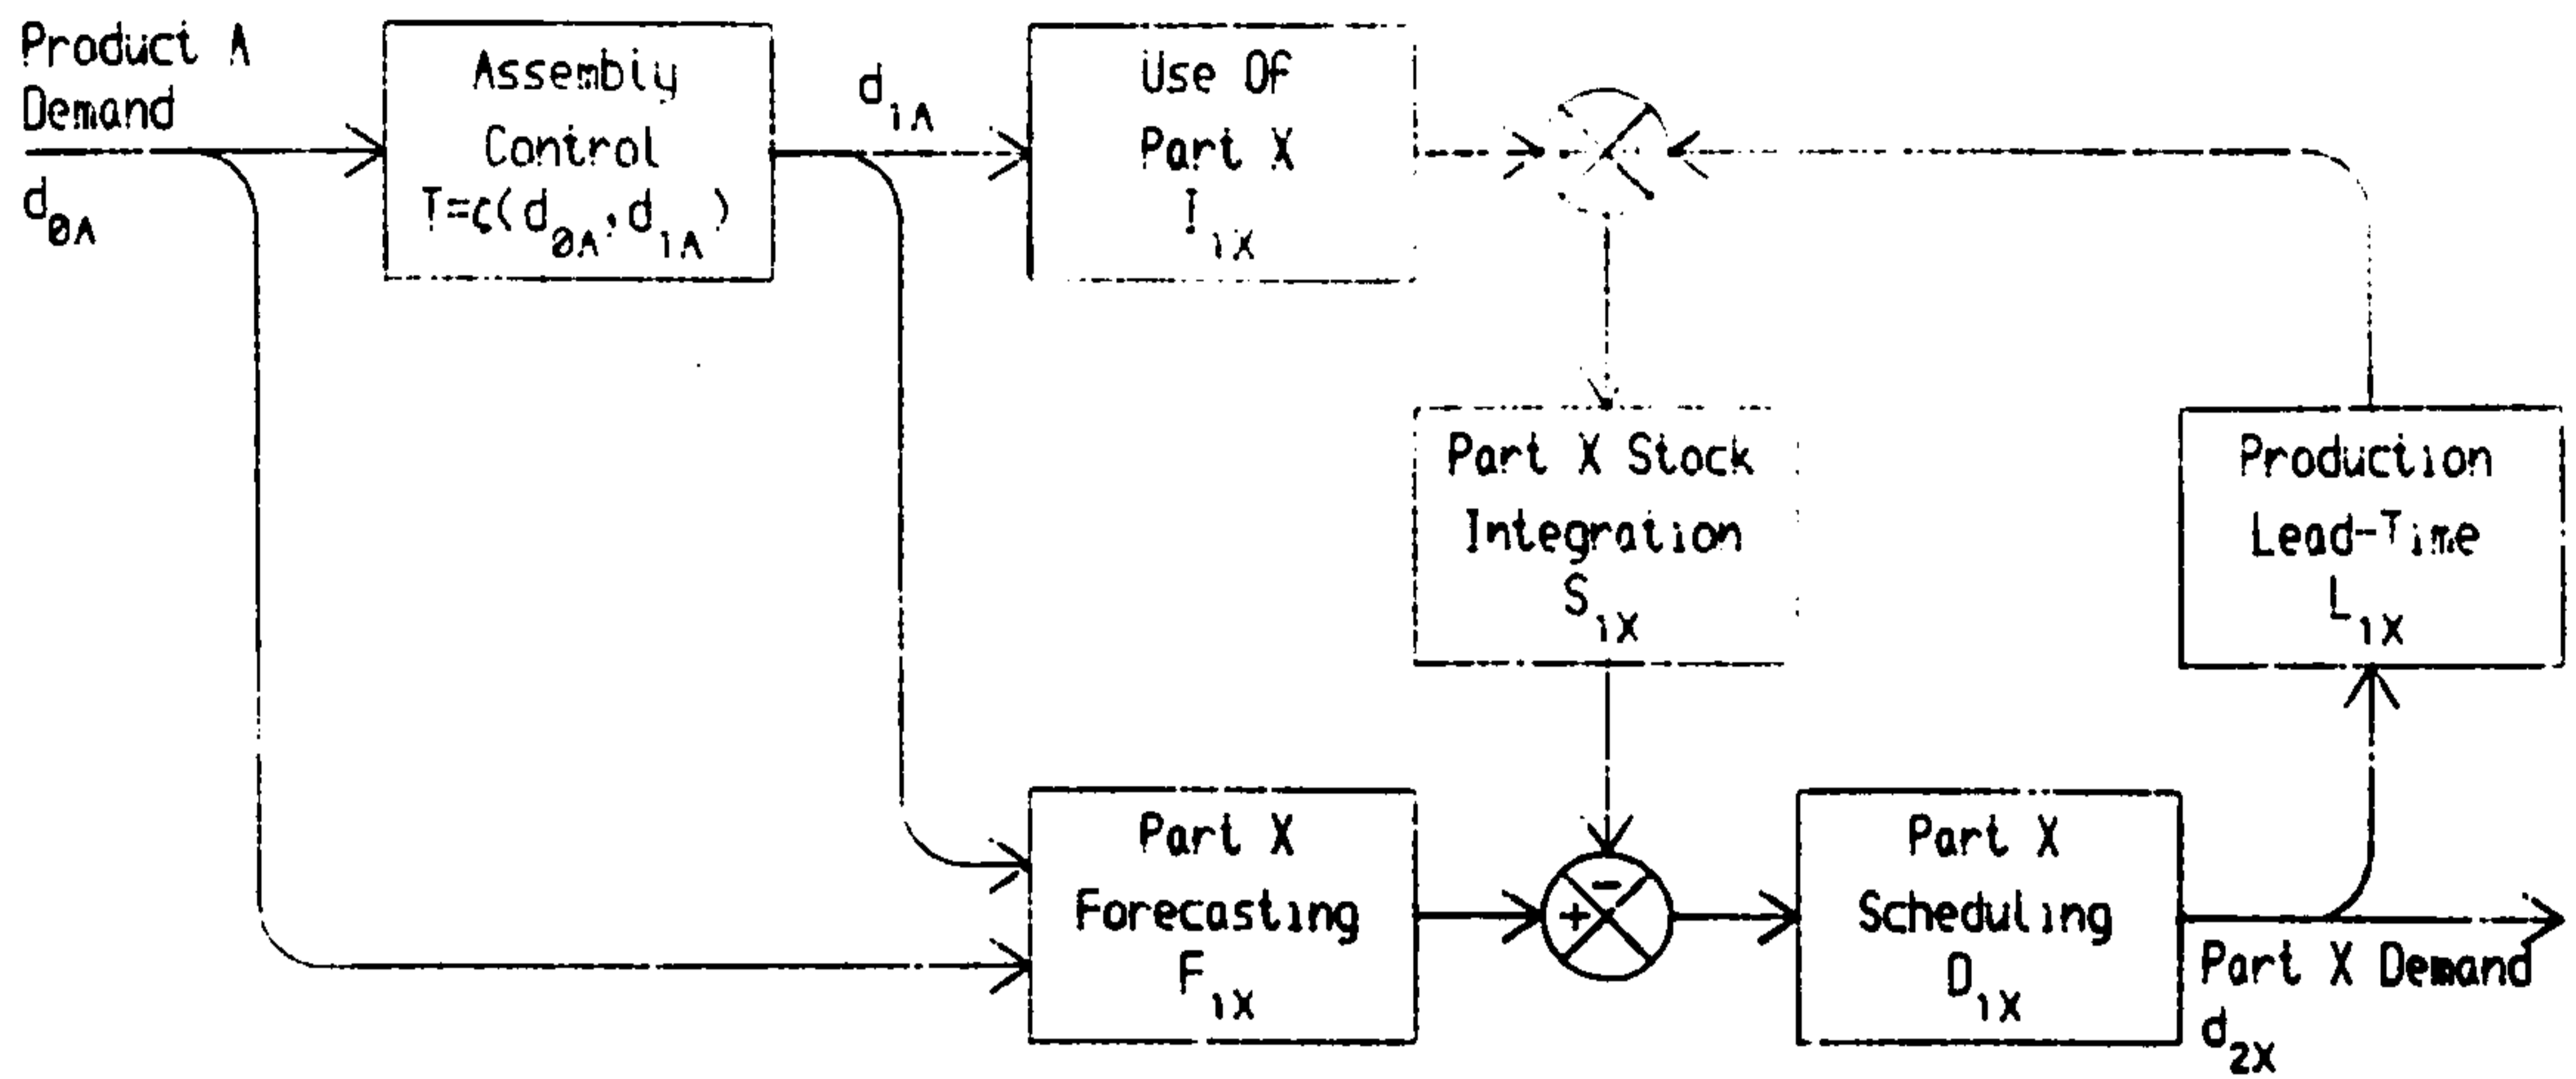 Product A
Demand
d0A
Assembly
Control
T=ς(d0A,d1A)
d1A
Use Of
Part X
I1X
Part X Stock
Integration
S1X
Production
Lead-Time
L1X
Part X
Forecasting
F1X
-
+
Part X
Scheduling
D1X
Part X Demand
d2X